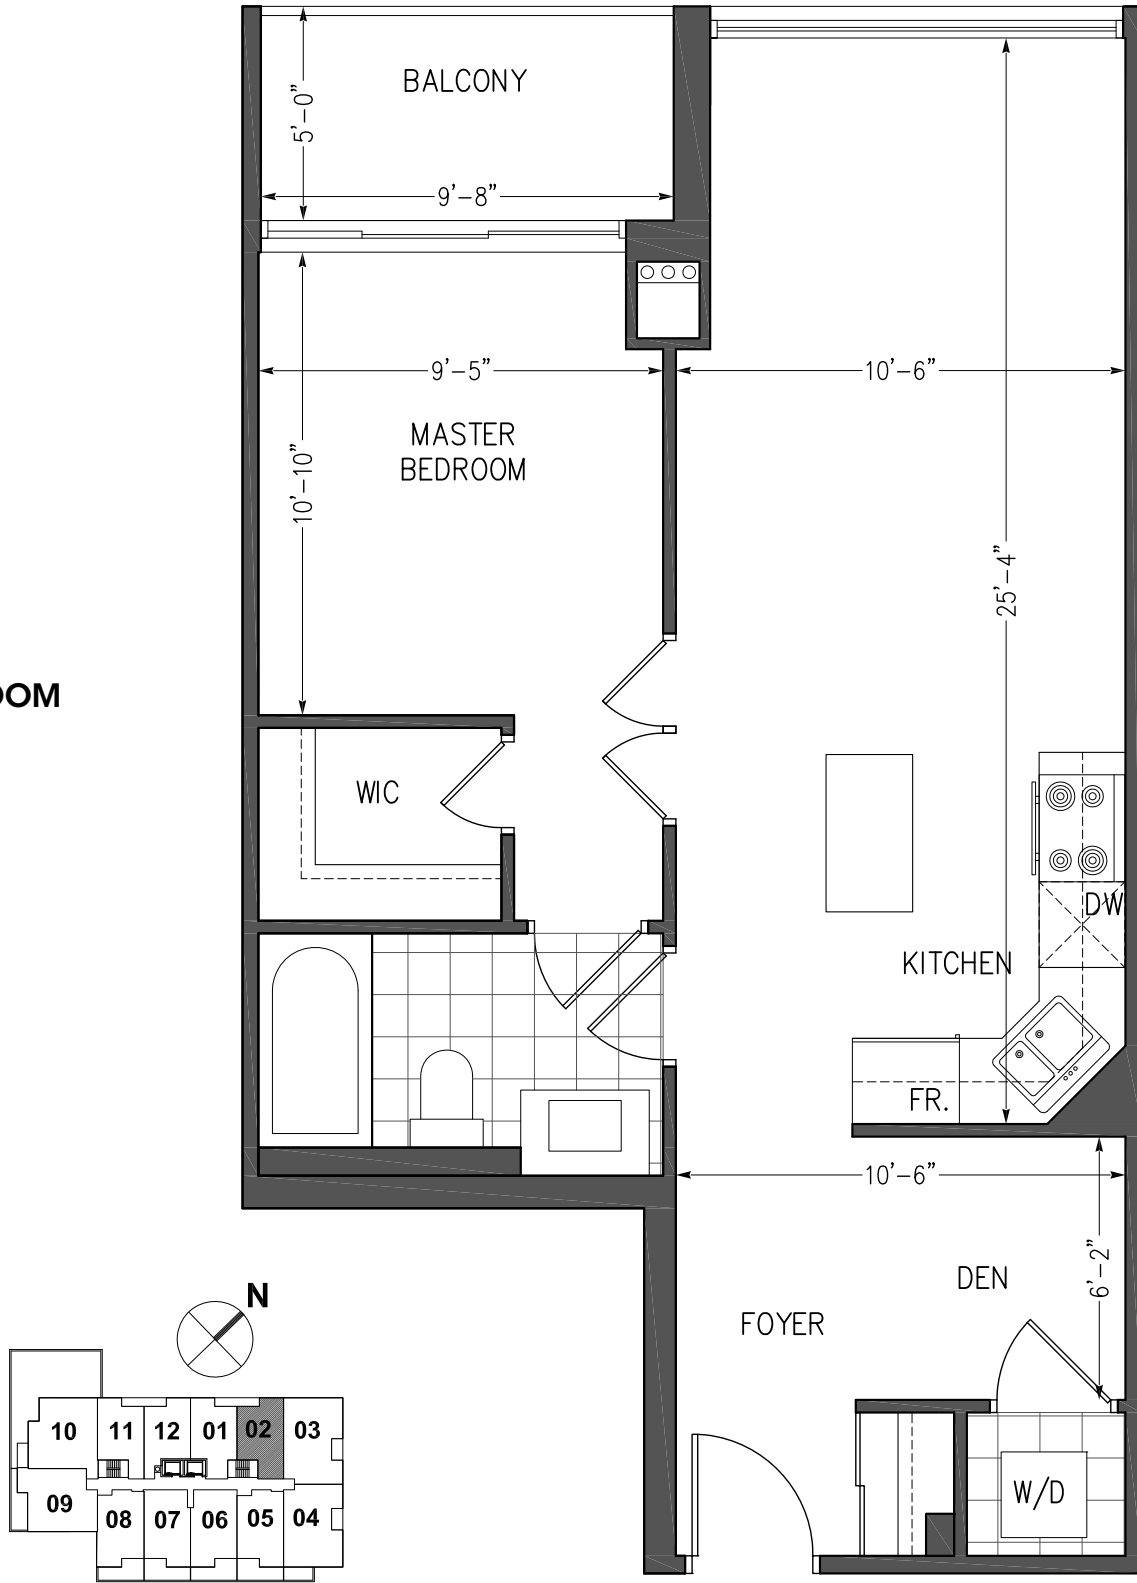 BALCONY
5'-0"
9'-8"
9'-5"
10'-6"
MASTER
BEDROOM
10'-10"
25'-4"
WIC
DW
KITCHEN
FR.
10'-6"
6'-2"
DEN
FOYER
W/D
N
10 11 12 01 02 03
09 08 07 06 05 04